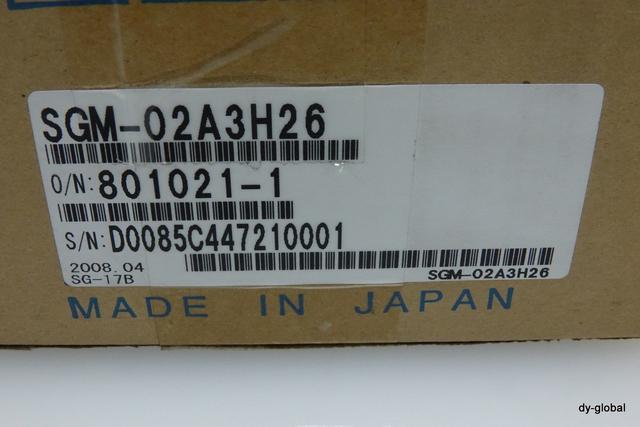 SGM-02A3H26
O/N: 801021-1
S/N: D0085C447210001
2008.04
SG-17B
SGM-02A3H26
MADE IN JAPAN
dy-global